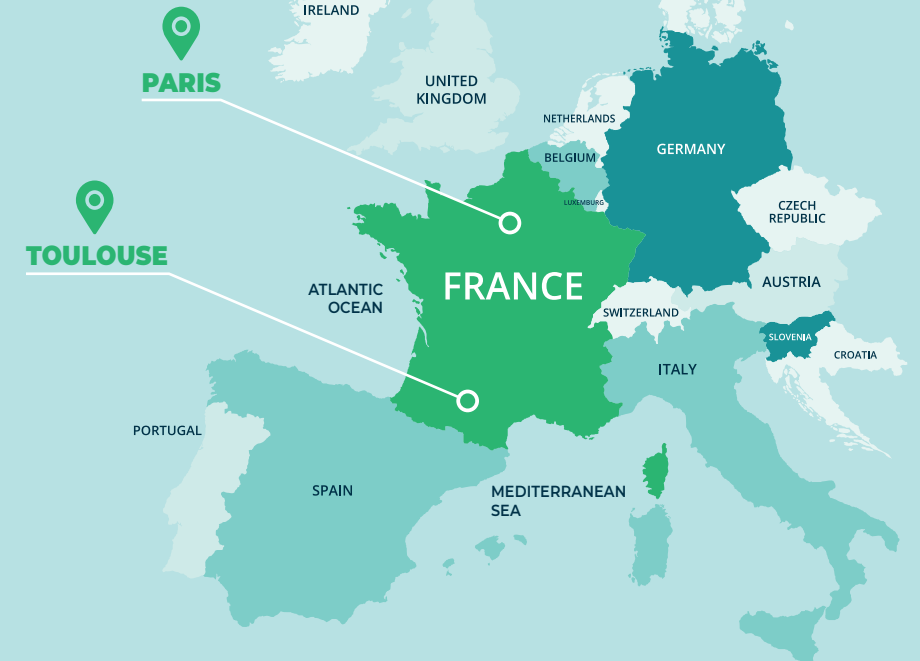 IRELAND
PARIS
UNITED
KINGDOM
NETHERLANDS
BELGIUM
GERMANY
LUXEMBURG
CZECH
REPUBLIC
TOULOUSE
ATLANTIC
OCEAN
FRANCE
AUSTRIA
SWITZERLAND
SLOVENIA
CROATIA
ITALY
PORTUGAL
SPAIN
MEDITERRANEAN
SEA